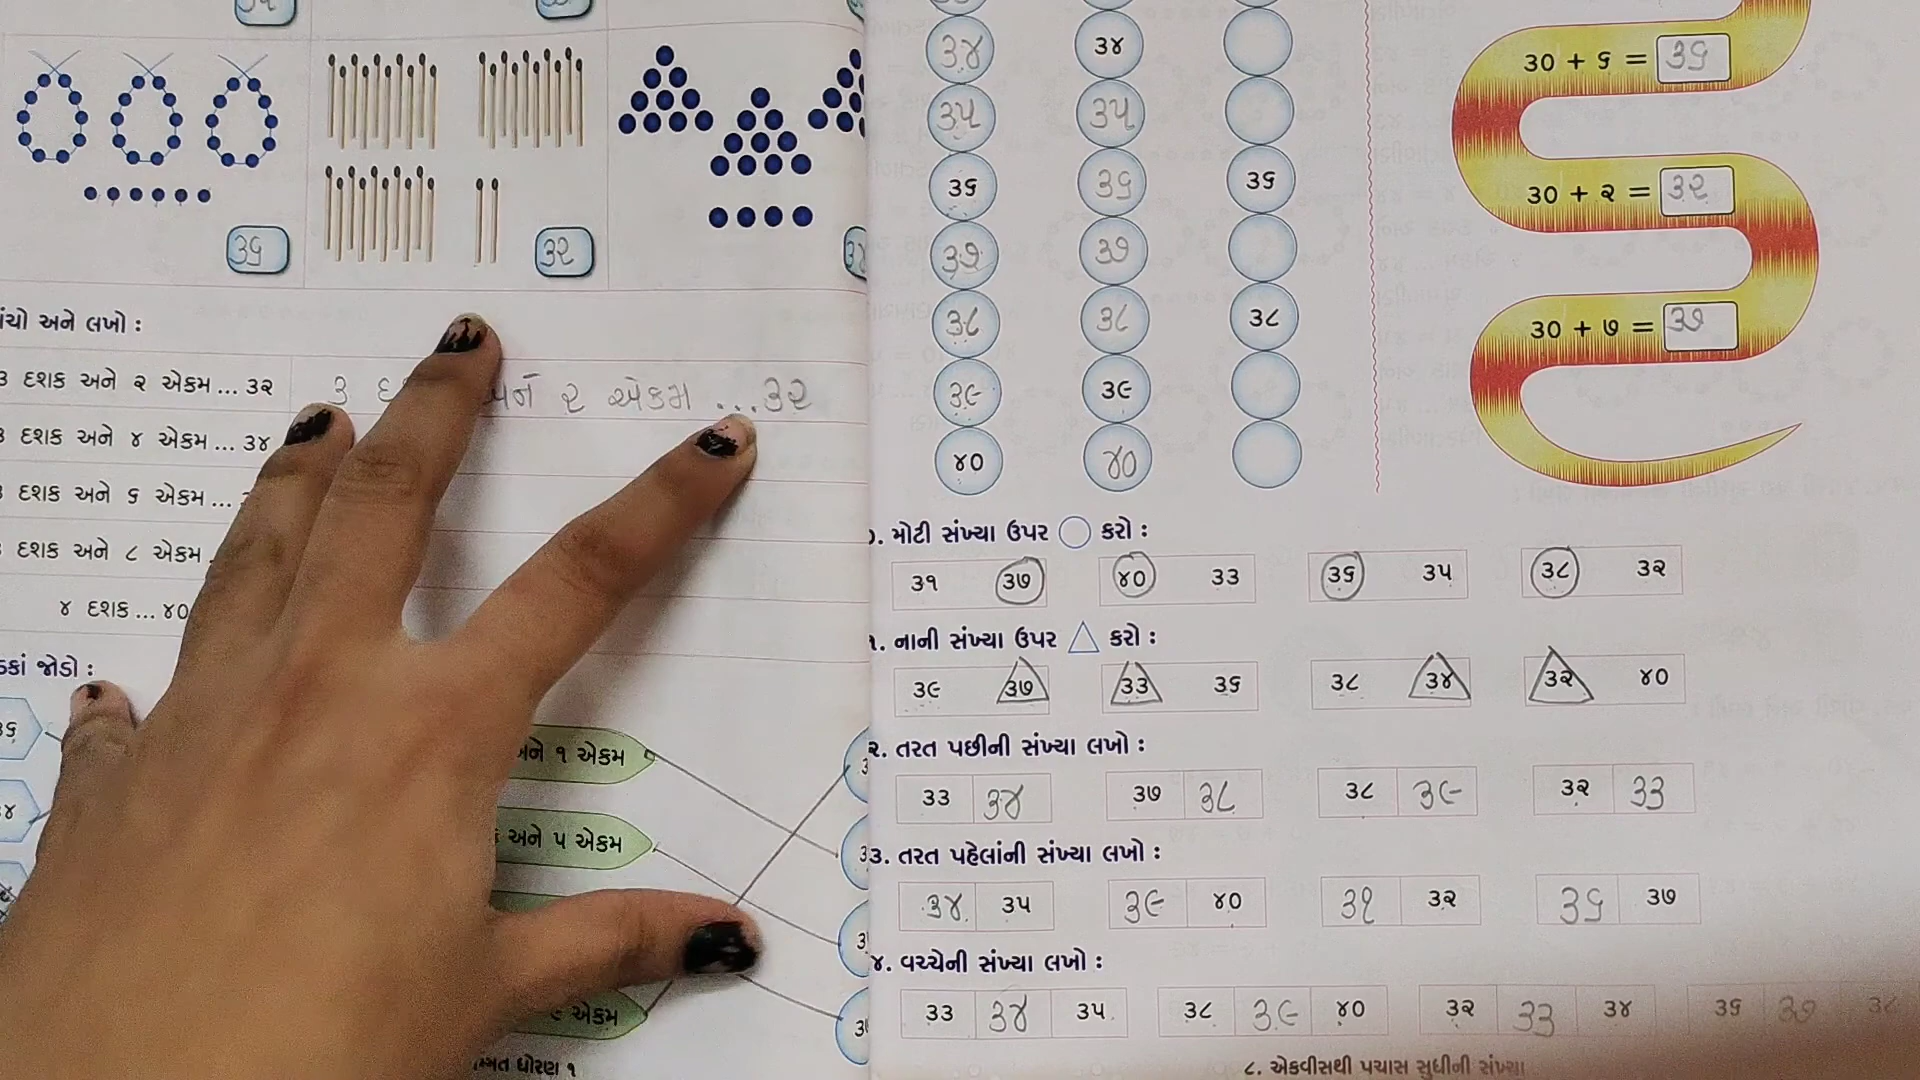 ૩૬
૩૨
અને લખો :
૩ દશક અને ૨ એકમ ... ૩૨
૩ ... ૨ એકમ ... ૩૨
દશક અને ૪ એકમ ... ૩૪
દશક અને ૬ એકમ ...
દશક અને ૮ એકમ
૪ દશક ... ૪૦
જોડો :
અને ૧ એકમ
અને ૫ એકમ
એકમ
ધોરણ ૧
૩૪ ૩૪
૩૫ ૩૫
૩૬ ૩૬ ૩૬
૩૭ ૩૭
૩૮ ૩૮ ૩૮
૩૯ ૩૯
૪૦ ૪૦
30 + ૬ = ૩૬
30 + ૨ = ૩૨
30 + ૭ = ૩૭
મોટી સંખ્યા ઉપર ○ કરો :
૩૧ ૩૭ ૪૦ ૩૩ ૩૬ ૩૫ ૩૮ ૩૨
૧. નાની સંખ્યા ઉપર △ કરો :
૩૯ ૩૭ ૩૩ ૩૬ ૩૮ ૩૪ ૩૨ ૪૦
૨. તરત પછીની સંખ્યા લખો :
૩૩ ૩૪ ૩૭ ૩૮ ૩૮ ૩૯ ૩૨ ૩૩
૩. તરત પહેલાંની સંખ્યા લખો :
૩૪ ૩૫ ૩૯ ૪૦ ૩૧ ૩૨ ૩૬ ૩૭
૪. વચ્ચેની સંખ્યા લખો :
૩૩ ૩૪ ૩૫ ૩૮ ૩૯ ૪૦ ૩૨ ૩૩ ૩૪ ૩૬ ૩૭ ૩૮
૮. એકવીસથી પચાસ સુધીની સંખ્યા